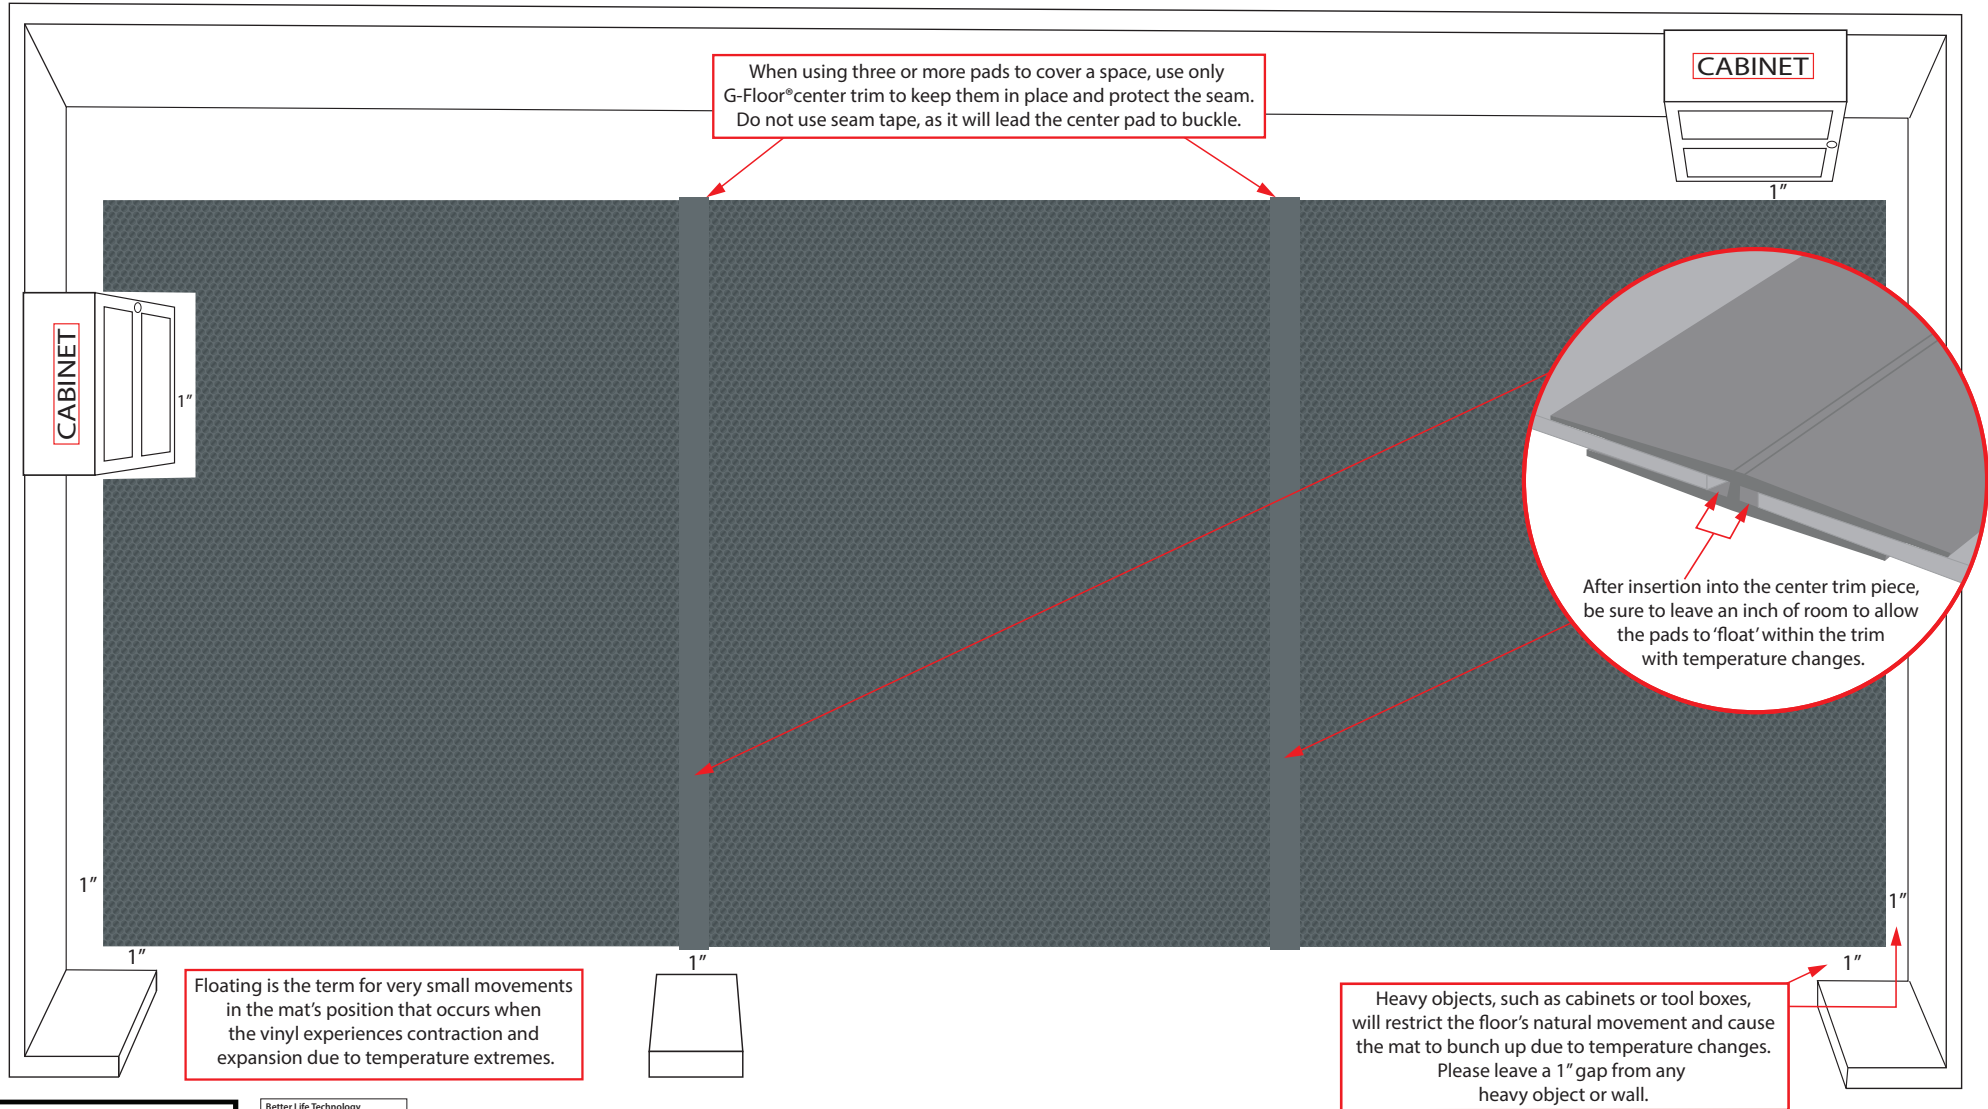 When using three or more pads to cover a space, use only
G-Floor® center trim to keep them in place and protect the seam.
Do not use seam tape, as it will lead the center pad to buckle.
CABINET
1”
CABINET
1”
After insertion into the center trim piece,
be sure to leave an inch of room to allow
the pads to ‘float’ within the trim
with temperature changes.
1”
1”
1”
1”
1”
Floating is the term for very small movements
in the mat’s position that occurs when
the vinyl experiences contraction and
expansion due to temperature extremes.
Heavy objects, such as cabinets or tool boxes,
will restrict the floor’s natural movement and cause
the mat to bunch up due to temperature changes.
Please leave a 1” gap from any
heavy object or wall.
Better Life Technology